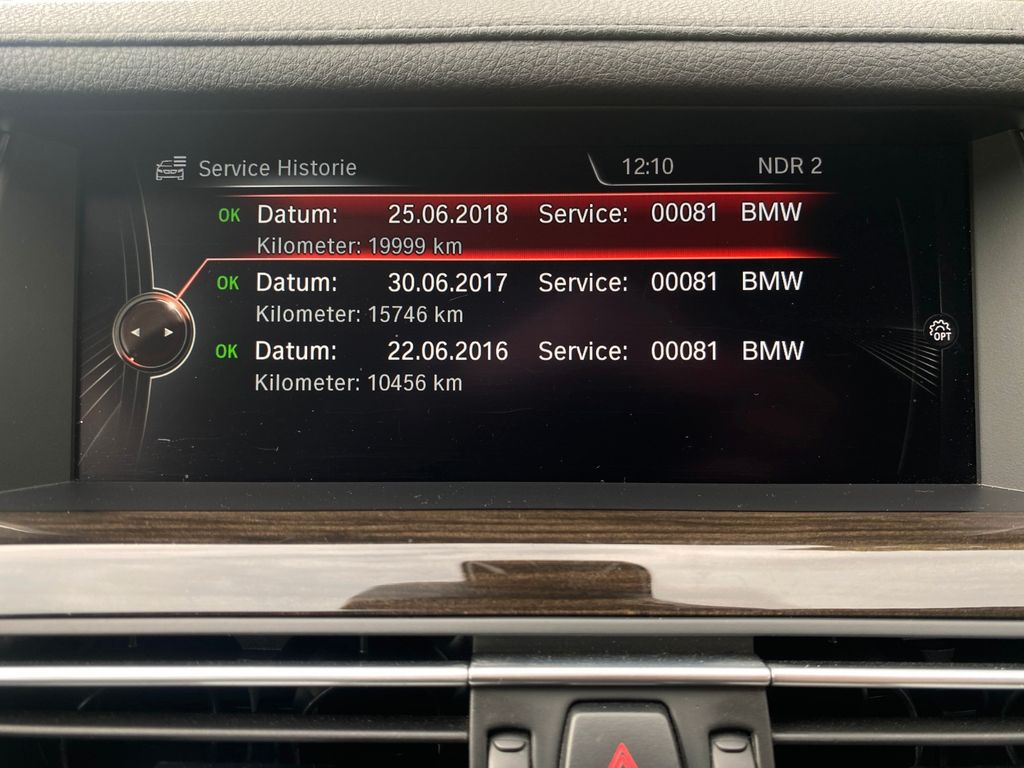 Service Historie 12:10 NDR 2
OK Datum: 25.06.2018 Service: 00081 BMW
Kilometer: 19999 km
OK Datum: 30.06.2017 Service: 00081 BMW
Kilometer: 15746 km
OPT
OK Datum: 22.06.2016 Service: 00081 BMW
Kilometer: 10456 km